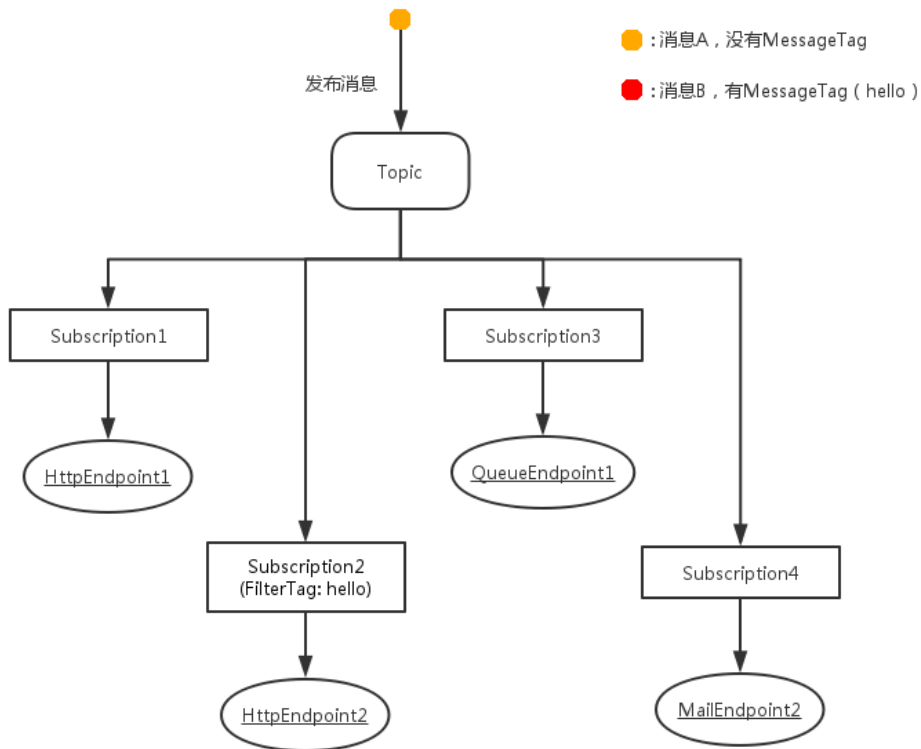 :消息A，没有MessageTag
:消息B，有MessageTag（hello）
发布消息
Topic
Subscription1
Subscription3
HttpEndpoint1
QueueEndpoint1
Subscription2
(FilterTag: hello)
Subscription4
HttpEndpoint2
MailEndpoint2